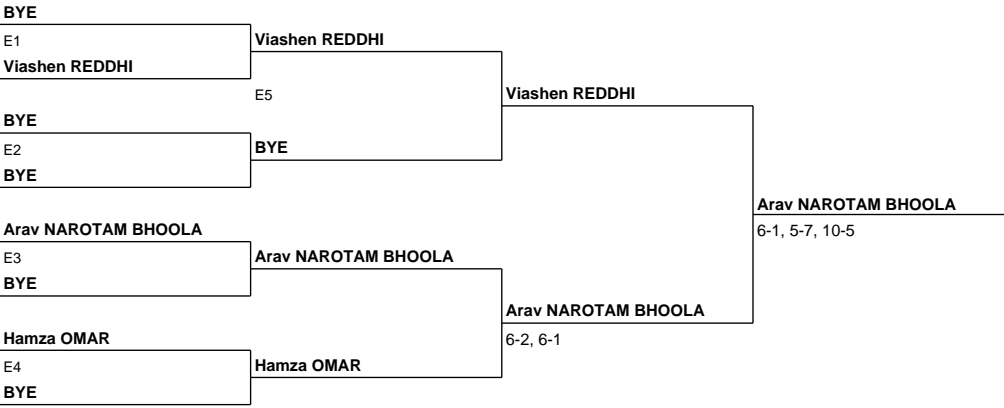 BYE
E1
Viashen REDDHI
Viashen REDDHI
E5
Viashen REDDHI
BYE
E2
BYE
BYE
Arav NAROTAM BHOOLA
6-1, 5-7, 10-5
Arav NAROTAM BHOOLA
E3
BYE
Arav NAROTAM BHOOLA
Arav NAROTAM BHOOLA
6-2, 6-1
Hamza OMAR
E4
BYE
Hamza OMAR